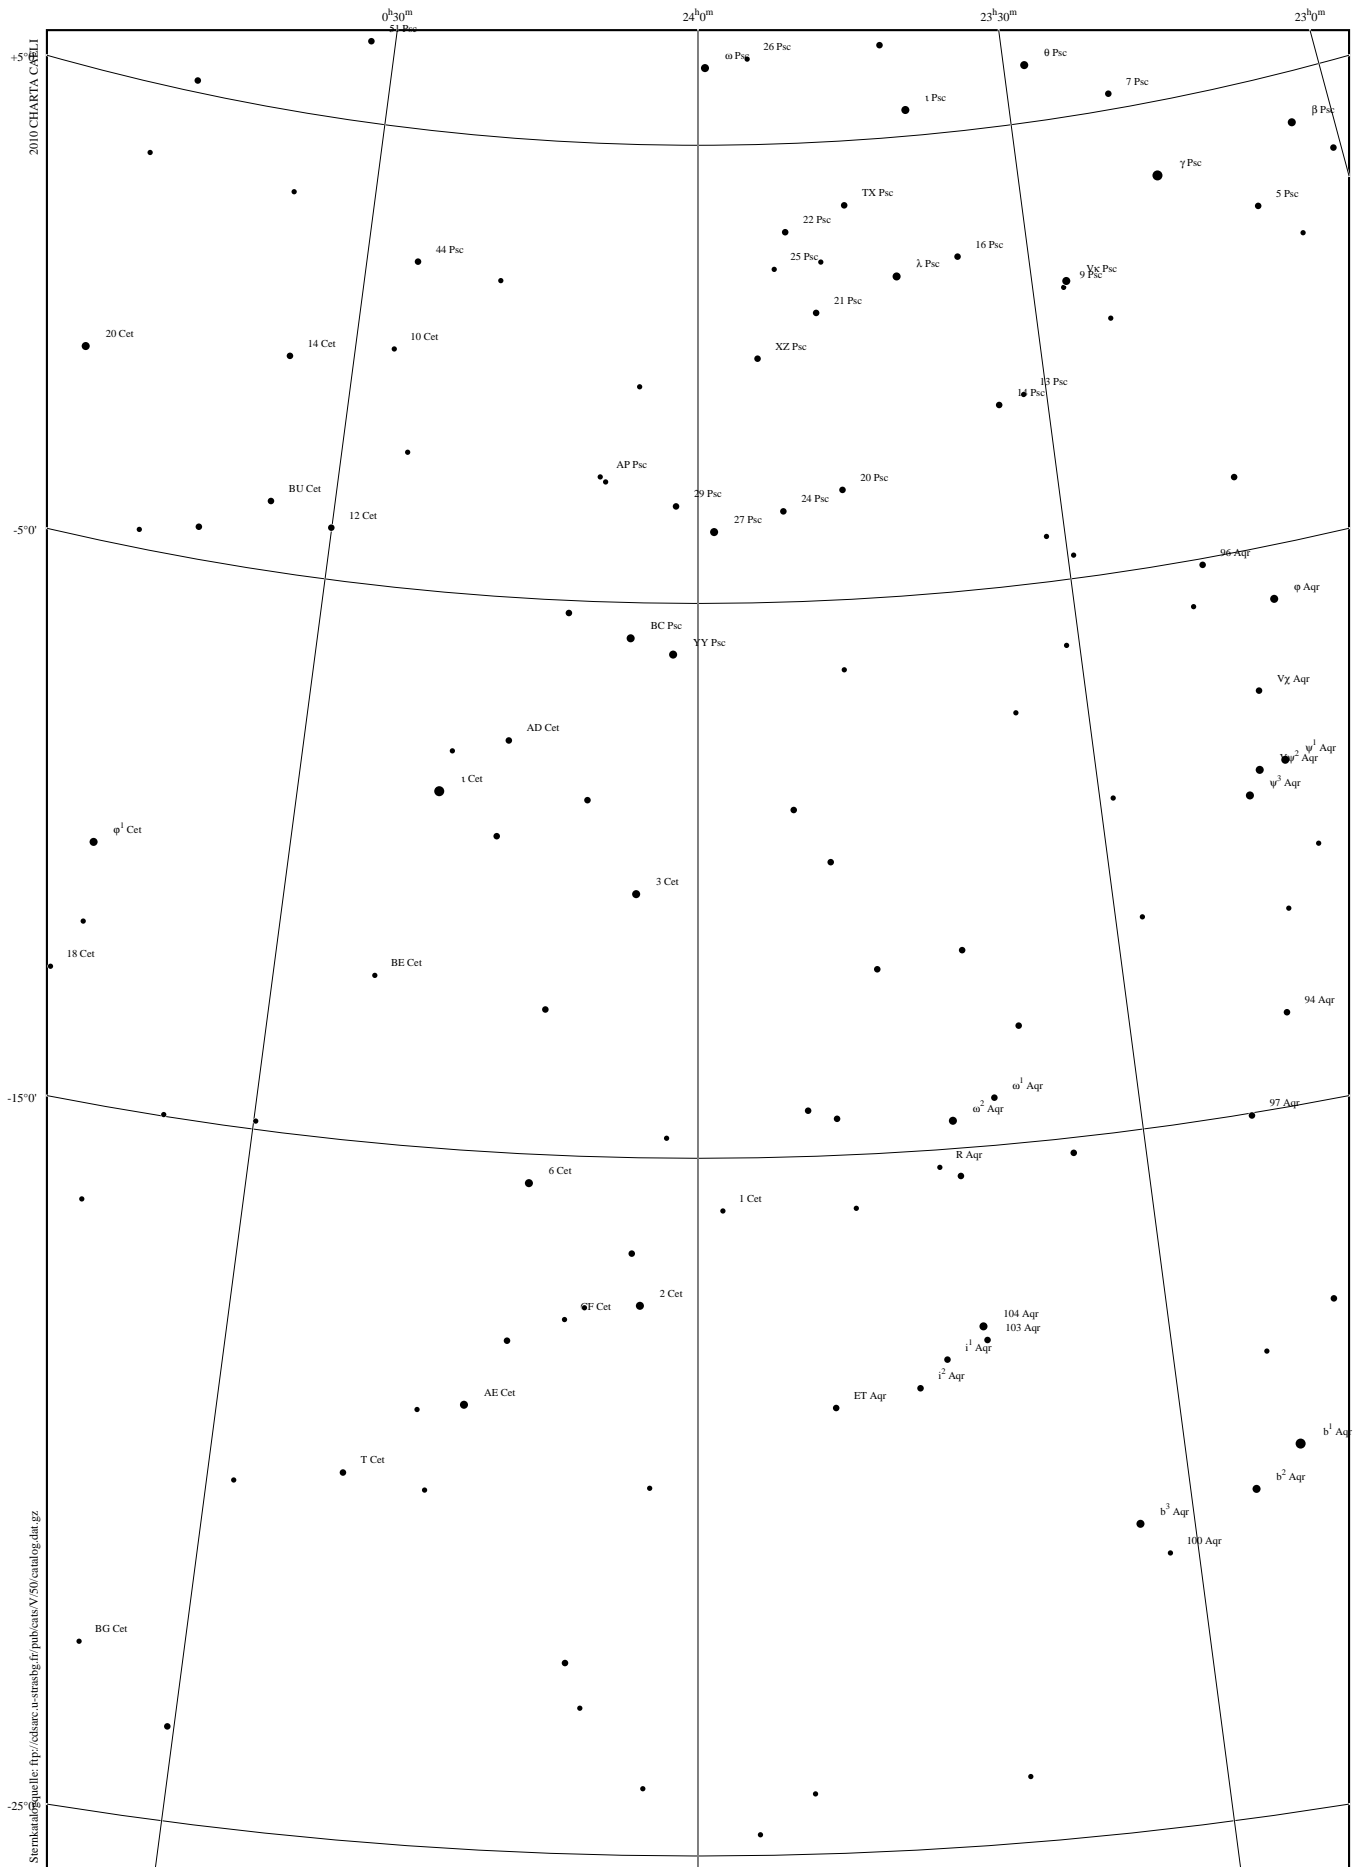 0ʰ30ᵐ
24ʰ0ᵐ
23ʰ30ᵐ
23ʰ0ᵐ
51 Psc
2010 CHARTA CAELI
+5°0'
ω Psc
26 Psc
θ Psc
7 Psc
ι Psc
β Psc
γ Psc
TX Psc
5 Psc
22 Psc
44 Psc
25 Psc
λ Psc
16 Psc
Vκ Psc
9 Psc
21 Psc
20 Cet
14 Cet
10 Cet
XZ Psc
13 Psc
14 Psc
AP Psc
BU Cet
29 Psc
24 Psc
20 Psc
12 Cet
27 Psc
-5°0'
96 Aqr
φ Aqr
BC Psc
YY Psc
Vχ Aqr
AD Cet
ψ¹ Aqr
Vψ² Aqr
ι Cet
ψ³ Aqr
φ¹ Cet
3 Cet
18 Cet
BE Cet
94 Aqr
-15°0'
ω¹ Aqr
ω² Aqr
97 Aqr
R Aqr
6 Cet
1 Cet
2 Cet
CF Cet
104 Aqr
103 Aqr
i¹ Aqr
i² Aqr
AE Cet
ET Aqr
b¹ Aqr
T Cet
b² Aqr
b³ Aqr
100 Aqr
BG Cet
-25°0'
Sternkatalogquelle: ftp://cdsarc.u-strasbg.fr/pub/cats/V/50/catalog.dat.gz